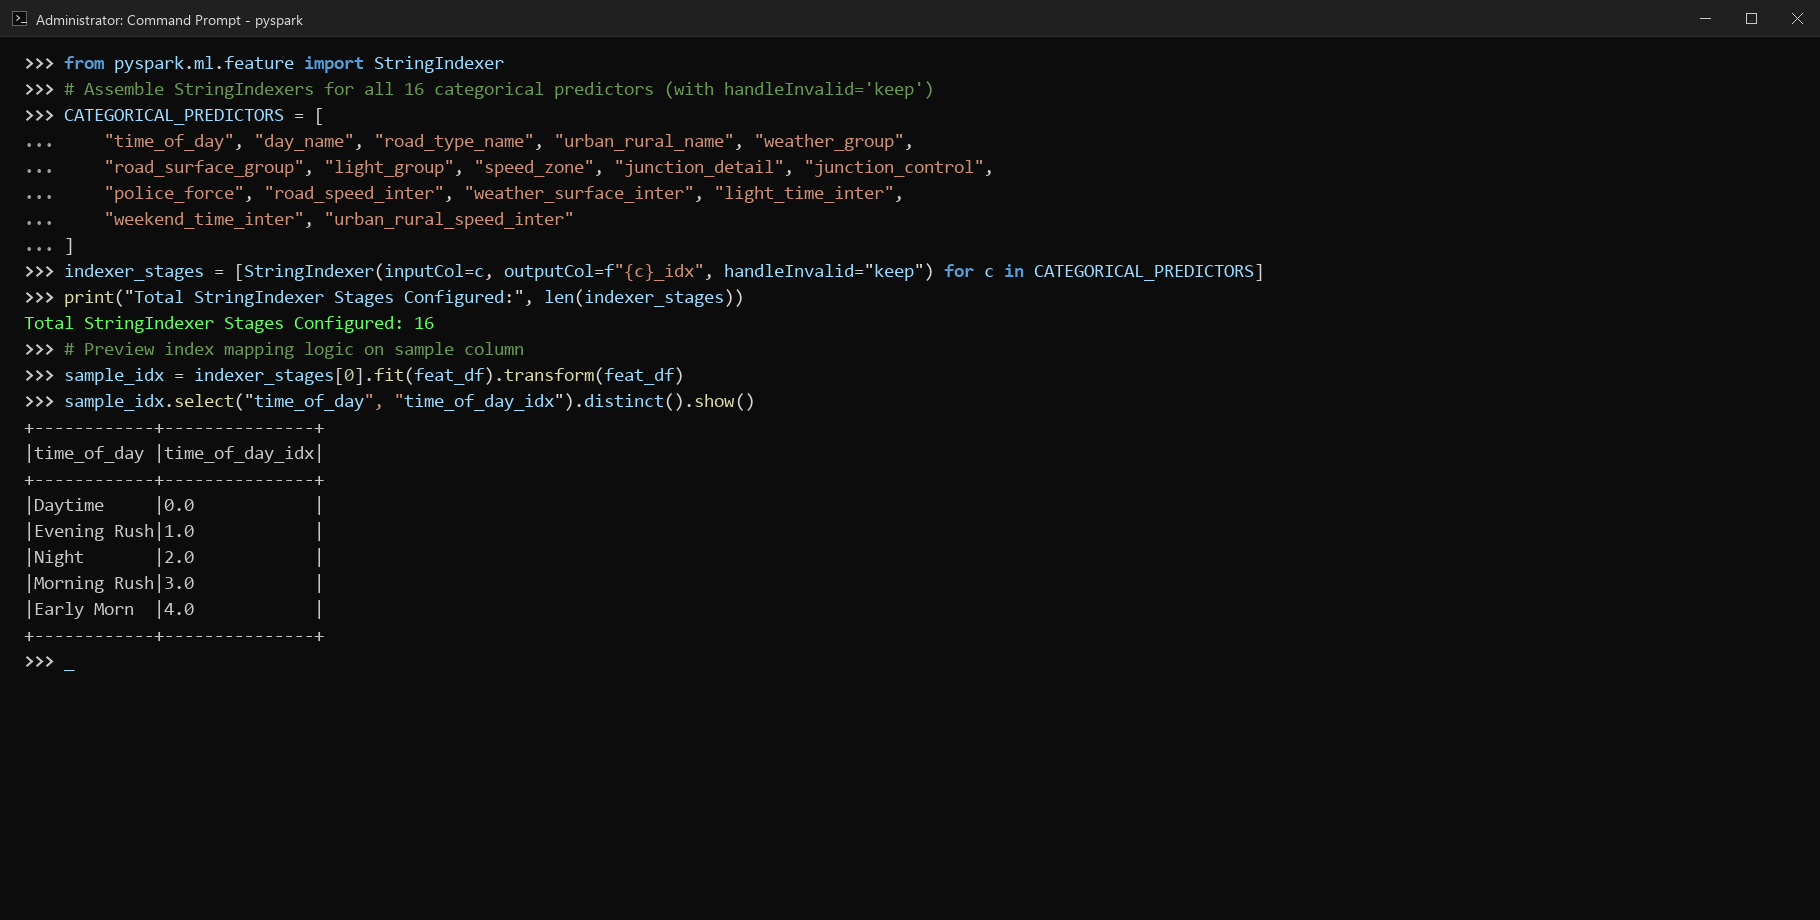 Administrator: Command Prompt - pyspark
>>> from pyspark.ml.feature import StringIndexer
>>> # Assemble StringIndexers for all 16 categorical predictors (with handleInvalid='keep')
>>> CATEGORICAL_PREDICTORS = [
...     "time_of_day", "day_name", "road_type_name", "urban_rural_name", "weather_group",
...     "road_surface_group", "light_group", "speed_zone", "junction_detail", "junction_control",
...     "police_force", "road_speed_inter", "weather_surface_inter", "light_time_inter",
...     "weekend_time_inter", "urban_rural_speed_inter"
... ]
>>> indexer_stages = [StringIndexer(inputCol=c, outputCol=f"{c}_idx", handleInvalid="keep") for c in CATEGORICAL_PREDICTORS]
>>> print("Total StringIndexer Stages Configured:", len(indexer_stages))
Total StringIndexer Stages Configured: 16
>>> # Preview index mapping logic on sample column
>>> sample_idx = indexer_stages[0].fit(feat_df).transform(feat_df)
>>> sample_idx.select("time_of_day", "time_of_day_idx").distinct().show()
+------------+---------------+
|time_of_day |time_of_day_idx|
+------------+---------------+
|Daytime     |0.0            |
|Evening Rush|1.0            |
|Night       |2.0            |
|Morning Rush|3.0            |
|Early Morn  |4.0            |
+------------+---------------+
>>> _